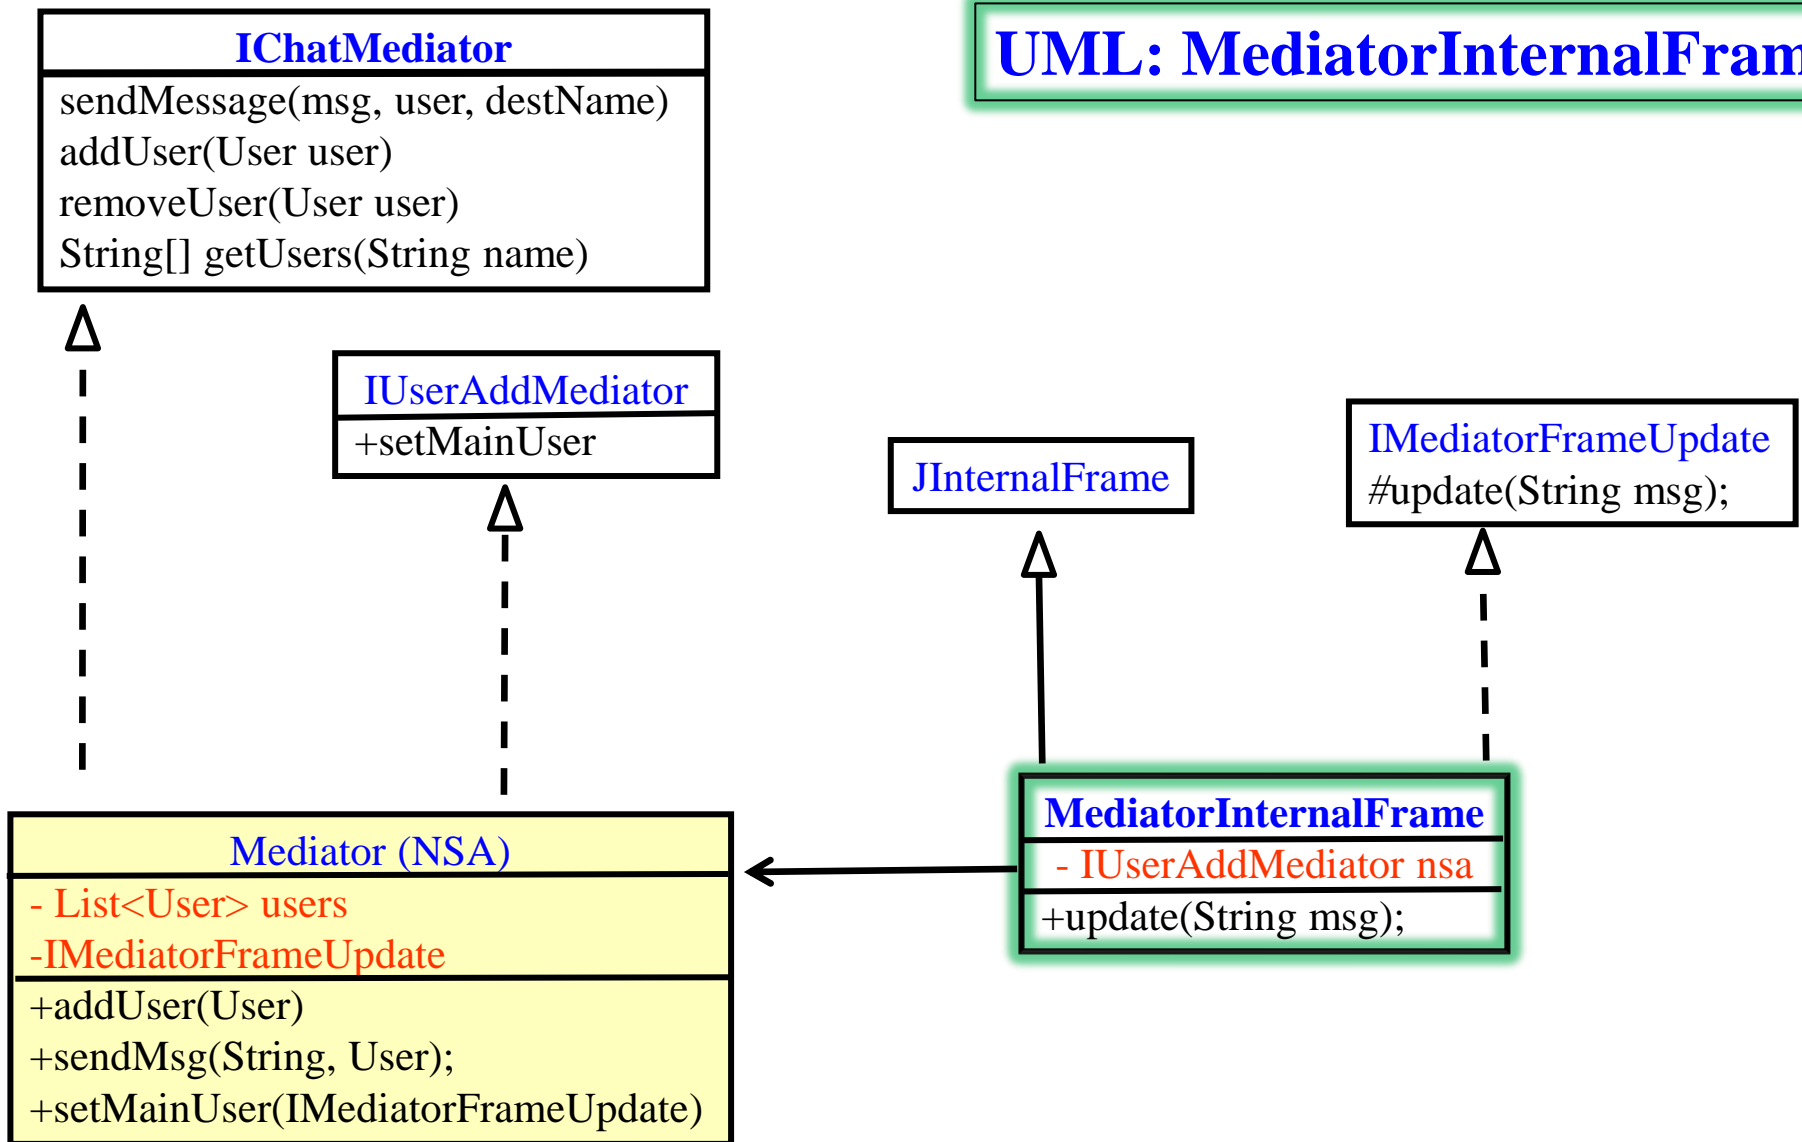 UML: MediatorInternalFram
IChatMediator
sendMessage(msg, user, destName)
addUser(User user)
removeUser(User user)
String[] getUsers(String name)
IUserAddMediator
+setMainUser
JInternalFrame
IMediatorFrameUpdate
#update(String msg);
Mediator (NSA)
- List<User> users
-IMediatorFrameUpdate
+addUser(User)
+sendMsg(String, User);
+setMainUser(IMediatorFrameUpdate)
MediatorInternalFrame
- IUserAddMediator nsa
+update(String msg);